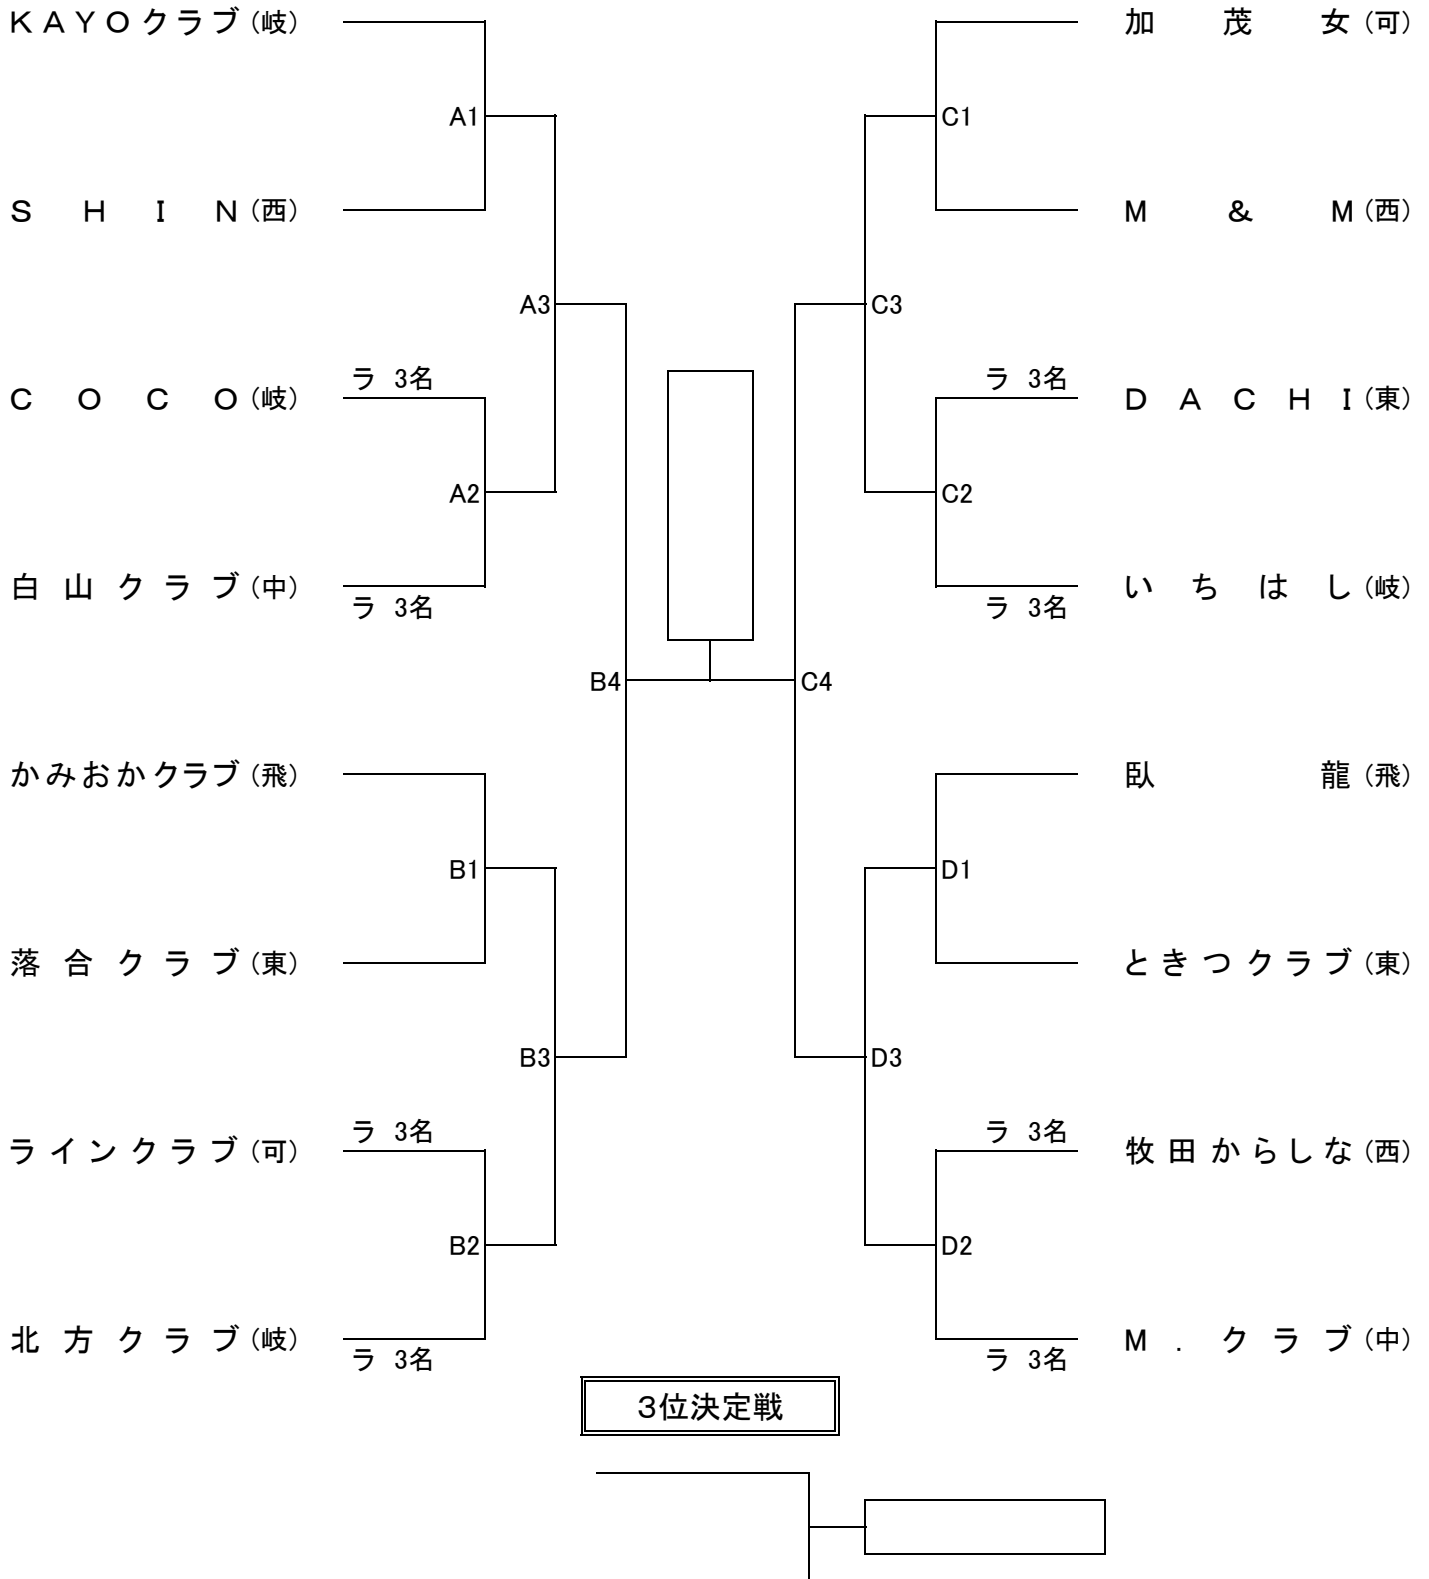 KAYOクラブ（岐）
A1
SHIN（西）
A3
ラ 3名
COCO（岐）
A2
白山クラブ（中）
ラ 3名
B4
かみおかクラブ（飛）
B1
落合クラブ（東）
B3
ラ 3名
ラインクラブ（可）
B2
北方クラブ（岐）
ラ 3名
加茂女（可）
C1
M&M（西）
C3
ラ 3名
DACHI（東）
C2
いちはし（岐）
ラ 3名
C4
臥龍（飛）
D1
ときつクラブ（東）
D3
ラ 3名
牧田からしな（西）
D2
M.クラブ（中）
ラ 3名
3位決定戦